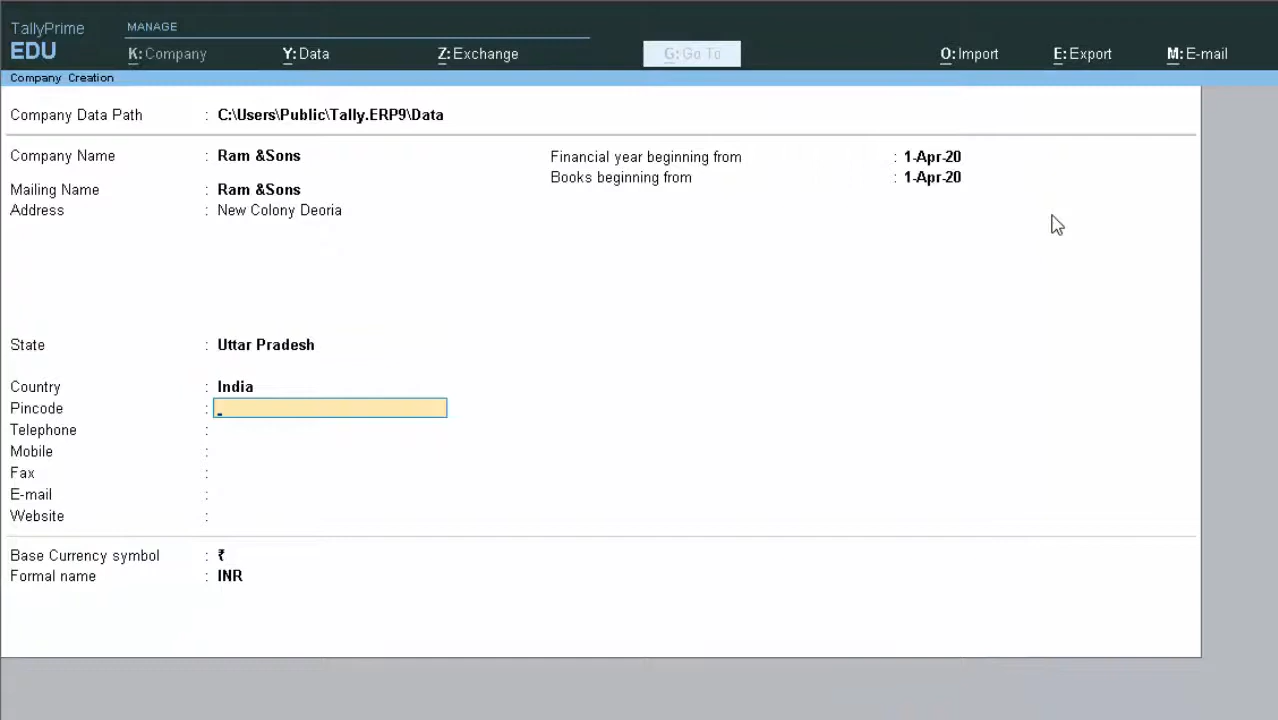 TallyPrime
EDU
MANAGE
K:Company
Y:Data
Z:Exchange
G:Go To
O:Import
E:Export
M:E-mail
Company Creation
Company Data Path : C:\Users\Public\Tally.ERP9\Data
Company Name : Ram &Sons
Financial year beginning from : 1-Apr-20
Books beginning from : 1-Apr-20
Mailing Name : Ram &Sons
Address : New Colony Deoria
State : Uttar Pradesh
Country : India
Pincode :
Telephone :
Mobile :
Fax :
E-mail :
Website :
Base Currency symbol : ₹
Formal name : INR